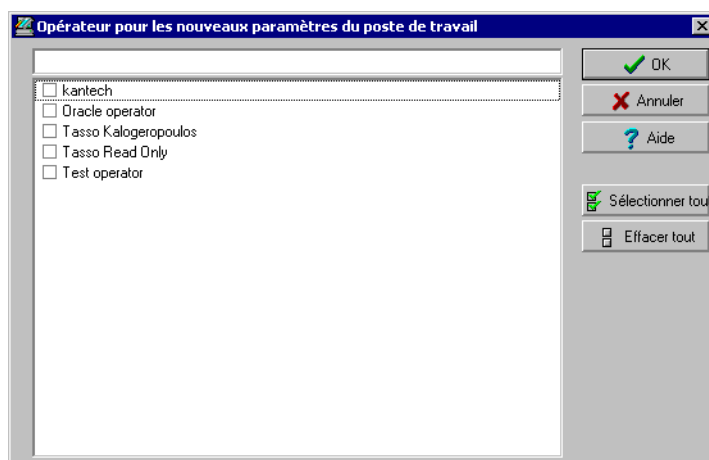 Opérateur pour les nouveaux paramètres du poste de travail
OK
kantech
Annuler
Oracle operator
Tasso Kalogeropoulos
Aide
Tasso Read Only
Test operator
Sélectionner tou
Effacer tout